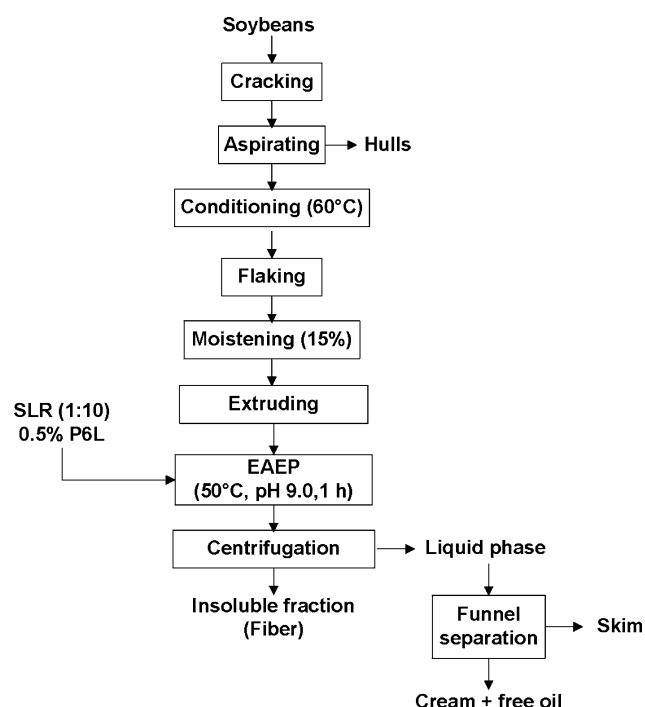 Soybeans
Cracking
Aspirating
Hulls
Conditioning (60°C)
Flaking
Moistening (15%)
Extruding
SLR (1:10)
0.5% P6L
EAEP
(50°C, pH 9.0,1 h)
Centrifugation
Liquid phase
Insoluble fraction
(Fiber)
Funnel
separation
Skim
Cream + free oil